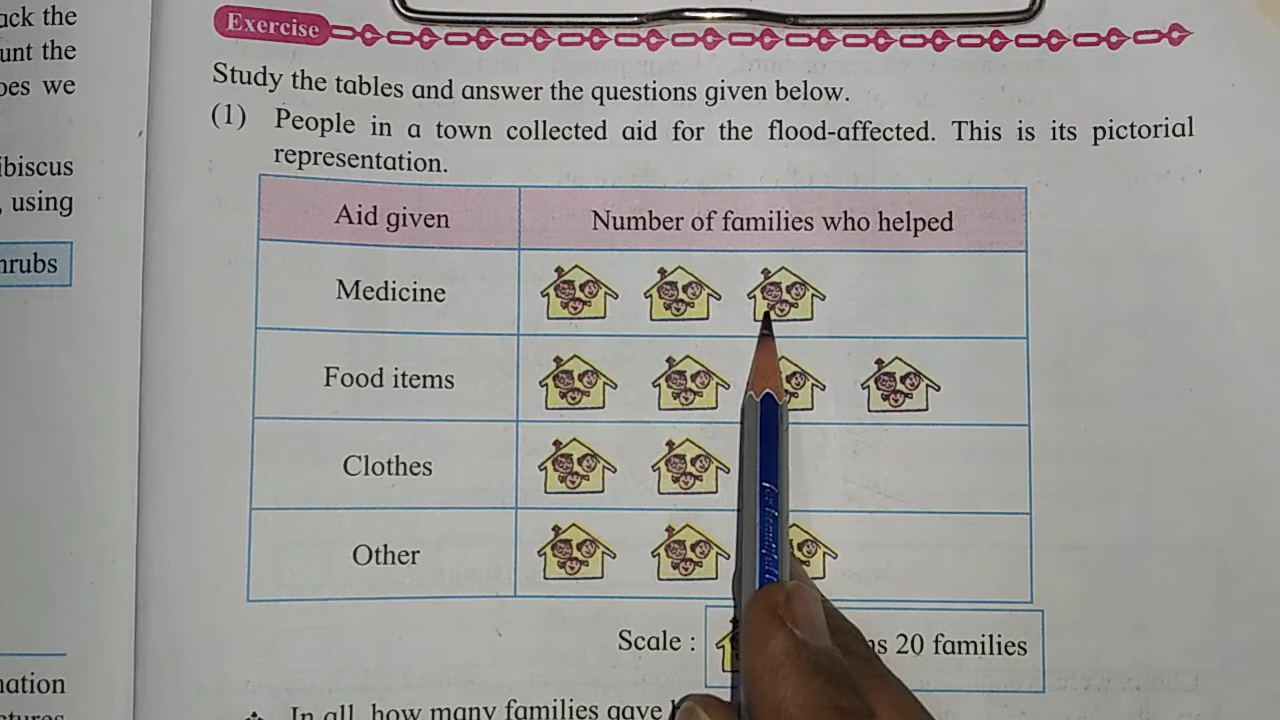 ack the
unt the
oes we
ibiscus
, using
hrubs
nation
Exercise
Study the tables and answer the questions given below.
(1) People in a town collected aid for the flood-affected. This is its pictorial
representation.
Aid given Number of families who helped
Medicine
Food items
Clothes
Other
Scale : 20 families
In all, how many families gave